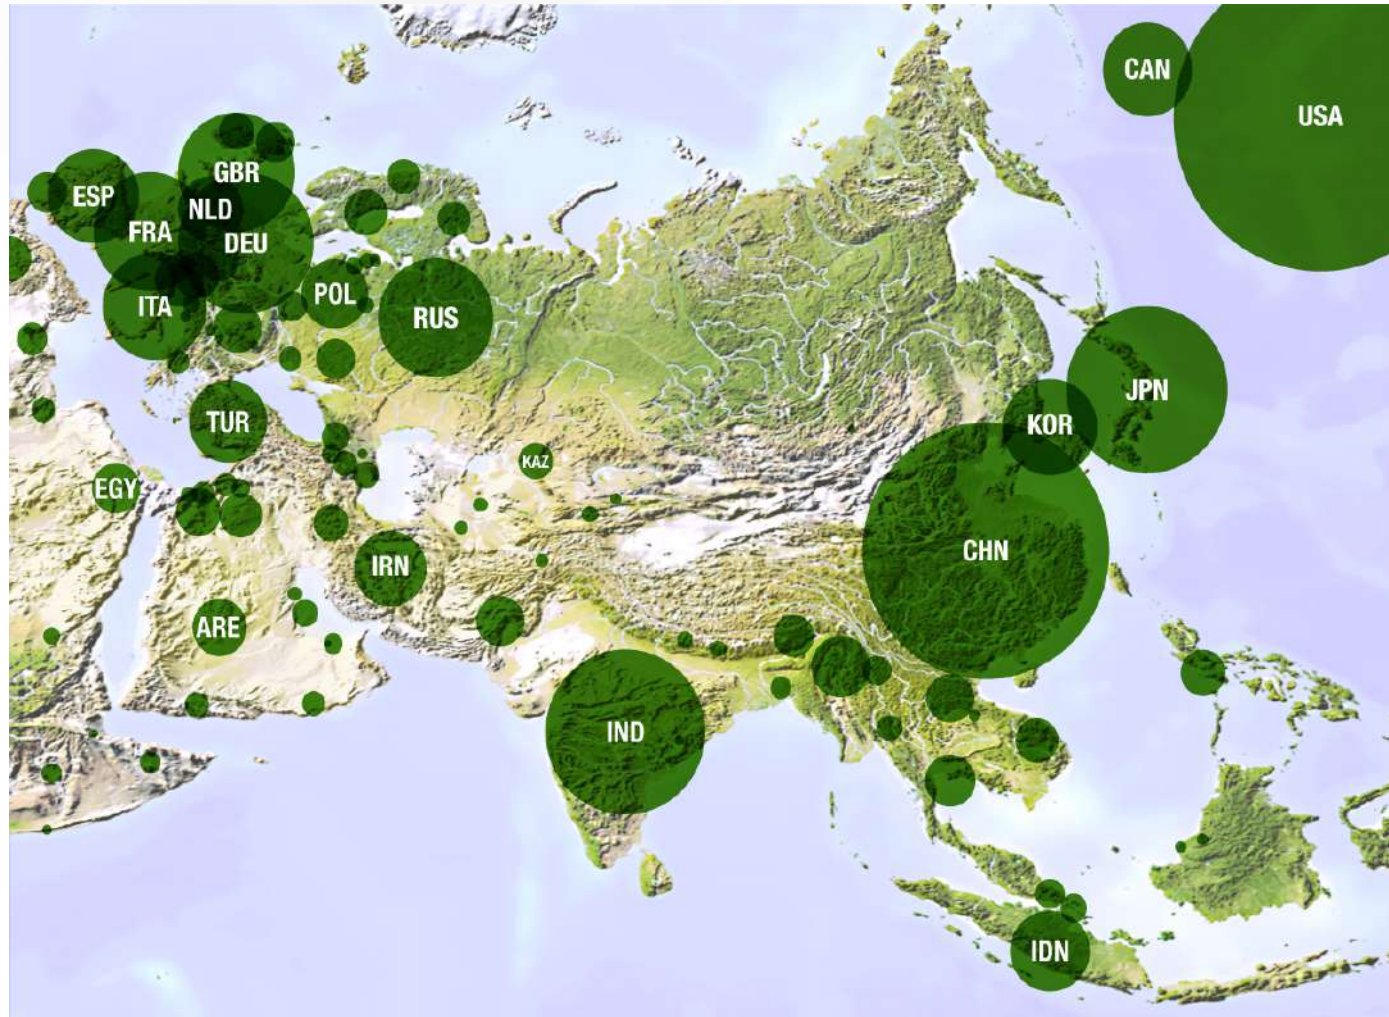 CAN
USA
GBR
ESP
NLD
FRA
DEU
POL
ITA
RUS
JPN
TUR
KOR
KAZ
EGY
CHN
IRN
ARE
IND
IDN